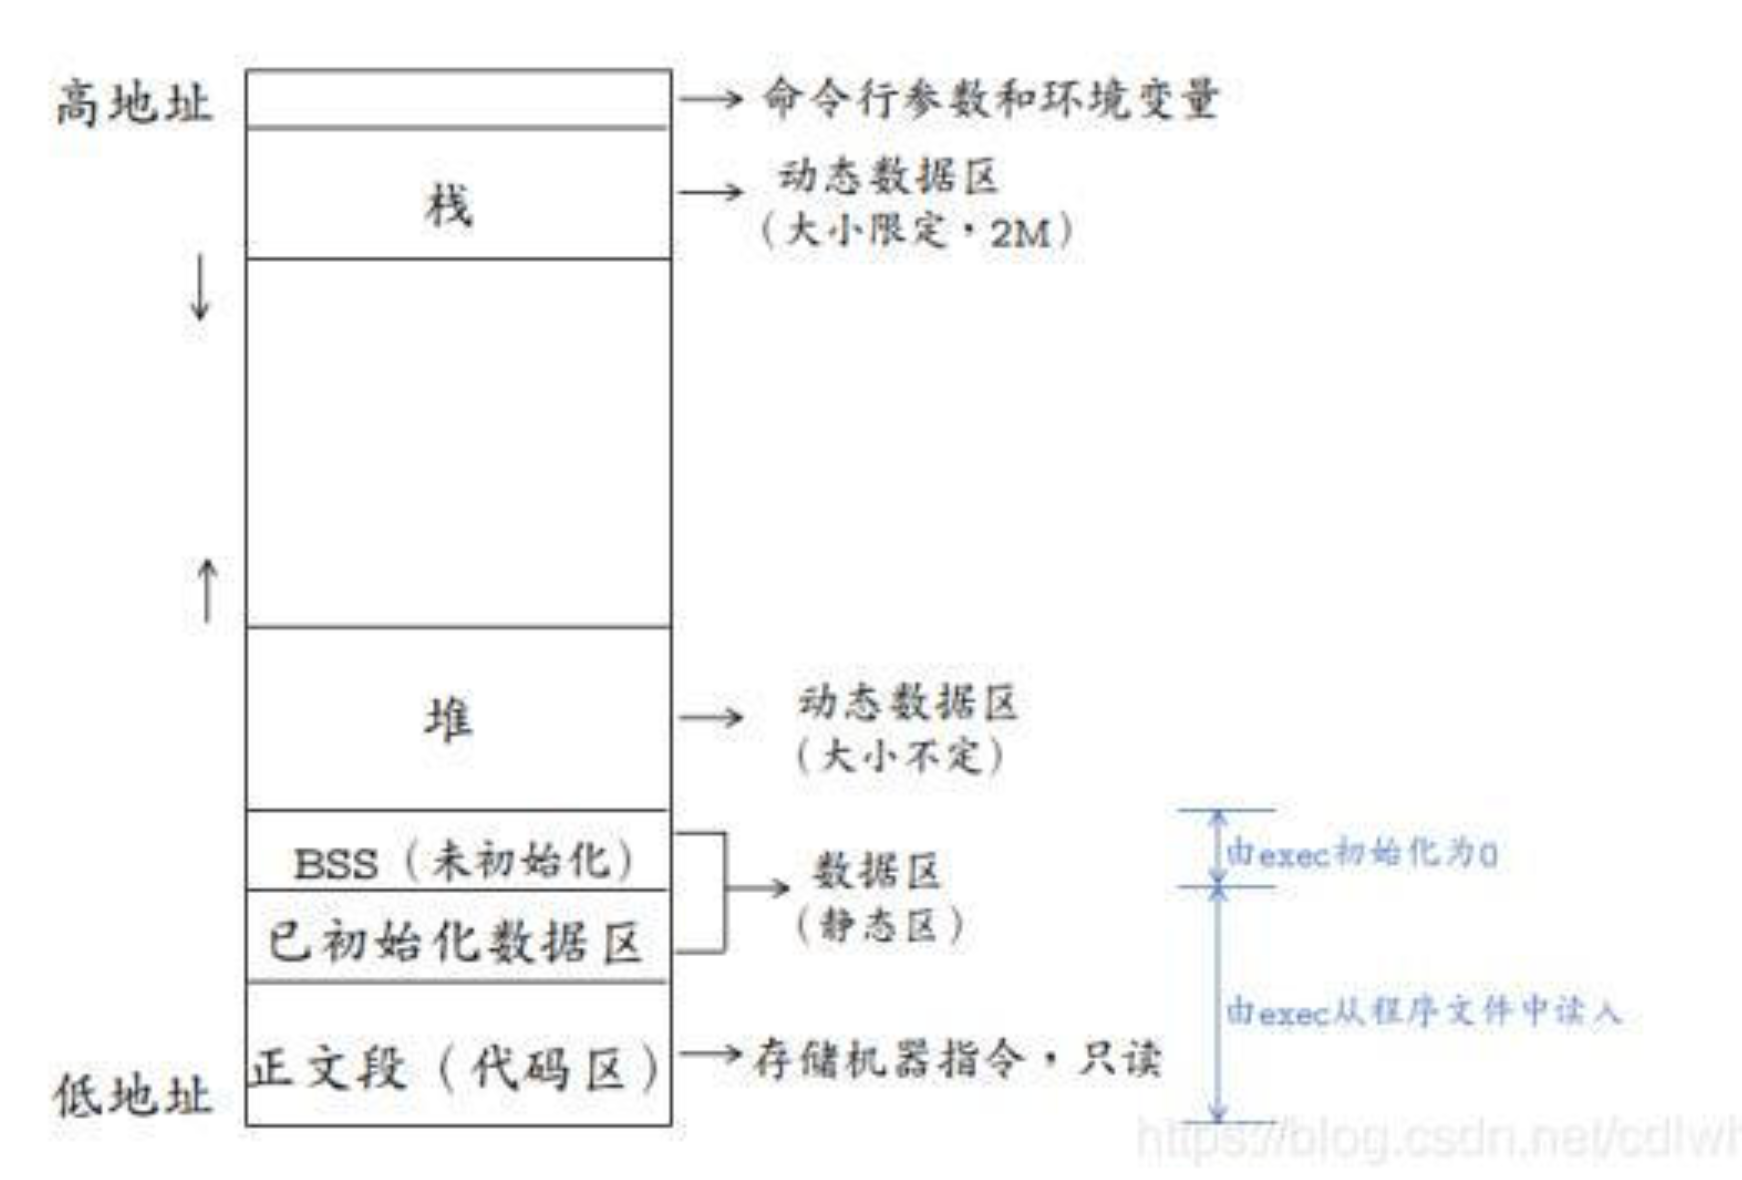 高地址
命令行参数和环境变量
栈
动态数据区
（大小限定，2M）
堆
动态数据区
（大小不定）
BSS（未初始化）
数据区
（静态区）
由exec初始化为0
已初始化数据区
由exec从程序文件中读入
正文段（代码区）
存储机器指令，只读
低地址
https://blog.csdn.net/cdlwh